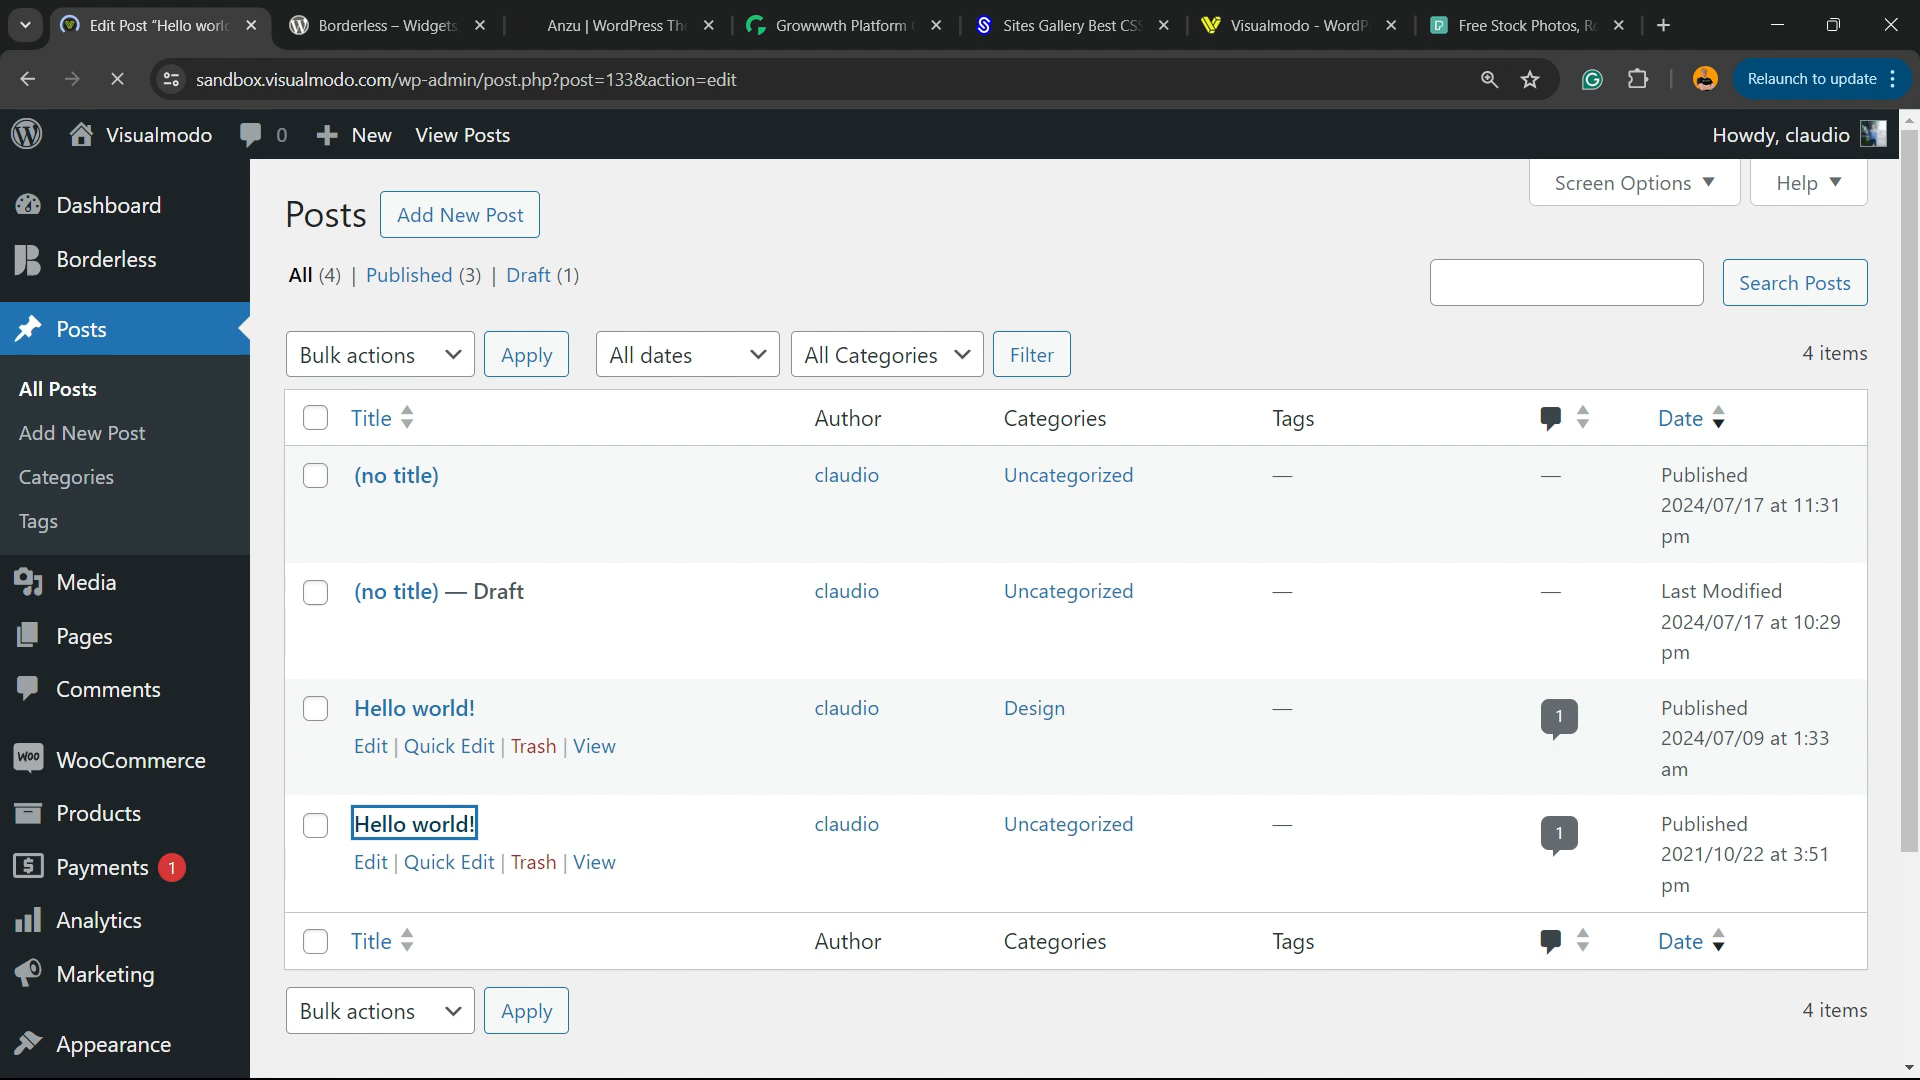 Edit Post “Hello worl
Borderless – Widgets
Anzu | WordPress The
Growwwth Platform
Sites Gallery Best CSS
Visualmodo - WordP
Free Stock Photos, Ro
sandbox.visualmodo.com/wp-admin/post.php?post=133&action=edit
Relaunch to update
Visualmodo 0 New View Posts
Howdy, claudio
Dashboard
Borderless
Posts
All Posts
Add New Post
Categories
Tags
Media
Pages
Comments
WOO WooCommerce
Products
Payments 1
Analytics
Marketing
Appearance
Screen Options Help
Posts Add New Post
All (4) | Published (3) | Draft (1)
Search Posts
Bulk actions Apply All dates All Categories Filter 4 items
Title Author Categories Tags Date
(no title) claudio Uncategorized — — Published
2024/07/17 at 11:31
pm
(no title) — Draft claudio Uncategorized — — Last Modified
2024/07/17 at 10:29
pm
Hello world! claudio Design — 1 Published
Edit | Quick Edit | Trash | View 2024/07/09 at 1:33
am
Hello world! claudio Uncategorized — 1 Published
Edit | Quick Edit | Trash | View 2021/10/22 at 3:51
pm
Title Author Categories Tags Date
Bulk actions Apply 4 items